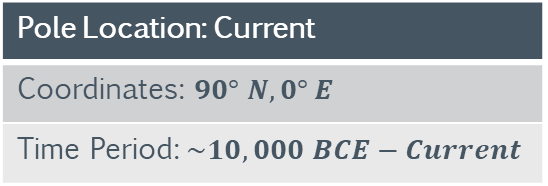 Pole Location: Current
Coordinates: 90° N, 0° E
Time Period: ~10, 000 BCE − Current